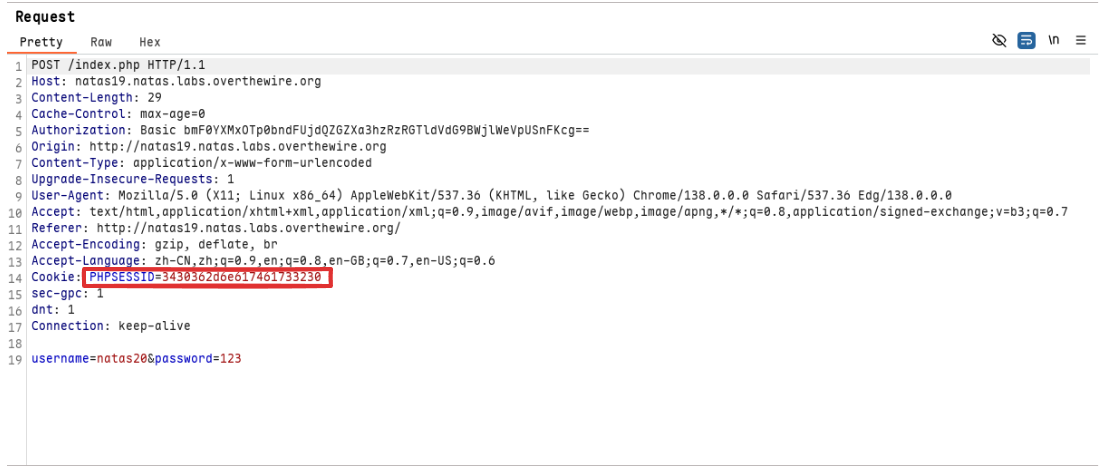 Request
Pretty Raw Hex
\n
1 POST /index.php HTTP/1.1
2 Host: natas19.natas.labs.overthewire.org
3 Content-Length: 29
4 Cache-Control: max-age=0
5 Authorization: Basic bmF0YXMxOTp0bndFUjdQZGZXa3hzRzRGTldVdG9BWjlWeVpUSnFKcg==
6 Origin: http://natas19.natas.labs.overthewire.org
7 Content-Type: application/x-www-form-urlencoded
8 Upgrade-Insecure-Requests: 1
9 User-Agent: Mozilla/5.0 (X11; Linux x86_64) AppleWebKit/537.36 (KHTML, like Gecko) Chrome/138.0.0.0 Safari/537.36 Edg/138.0.0.0
10 Accept: text/html,application/xhtml+xml,application/xml;q=0.9,image/avif,image/webp,image/apng,*/*;q=0.8,application/signed-exchange;v=b3;q=0.7
11 Referer: http://natas19.natas.labs.overthewire.org/
12 Accept-Encoding: gzip, deflate, br
13 Accept-Language: zh-CN,zh;q=0.9,en;q=0.8,en-GB;q=0.7,en-US;q=0.6
14 Cookie: PHPSESSID=3430362d6e617461733230
15 sec-gpc: 1
16 dnt: 1
17 Connection: keep-alive
18
19 username=natas20&password=123